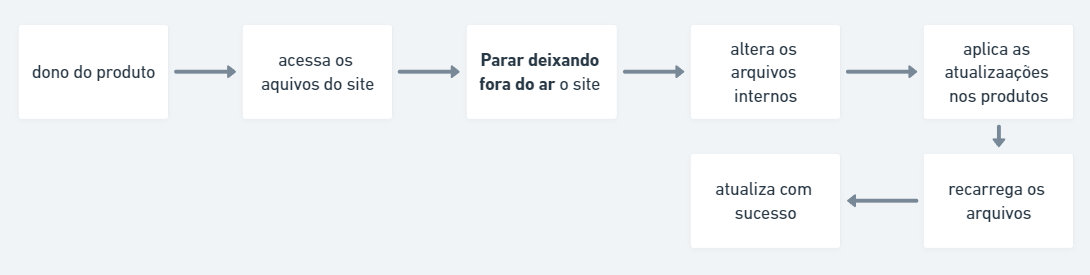 dono do produto
acessa os
aquivos do site
Parar deixando
fora do ar o site
altera os
arquivos
internos
aplica as
atualizaações
nos produtos
recarrega os
arquivos
atualiza com
sucesso